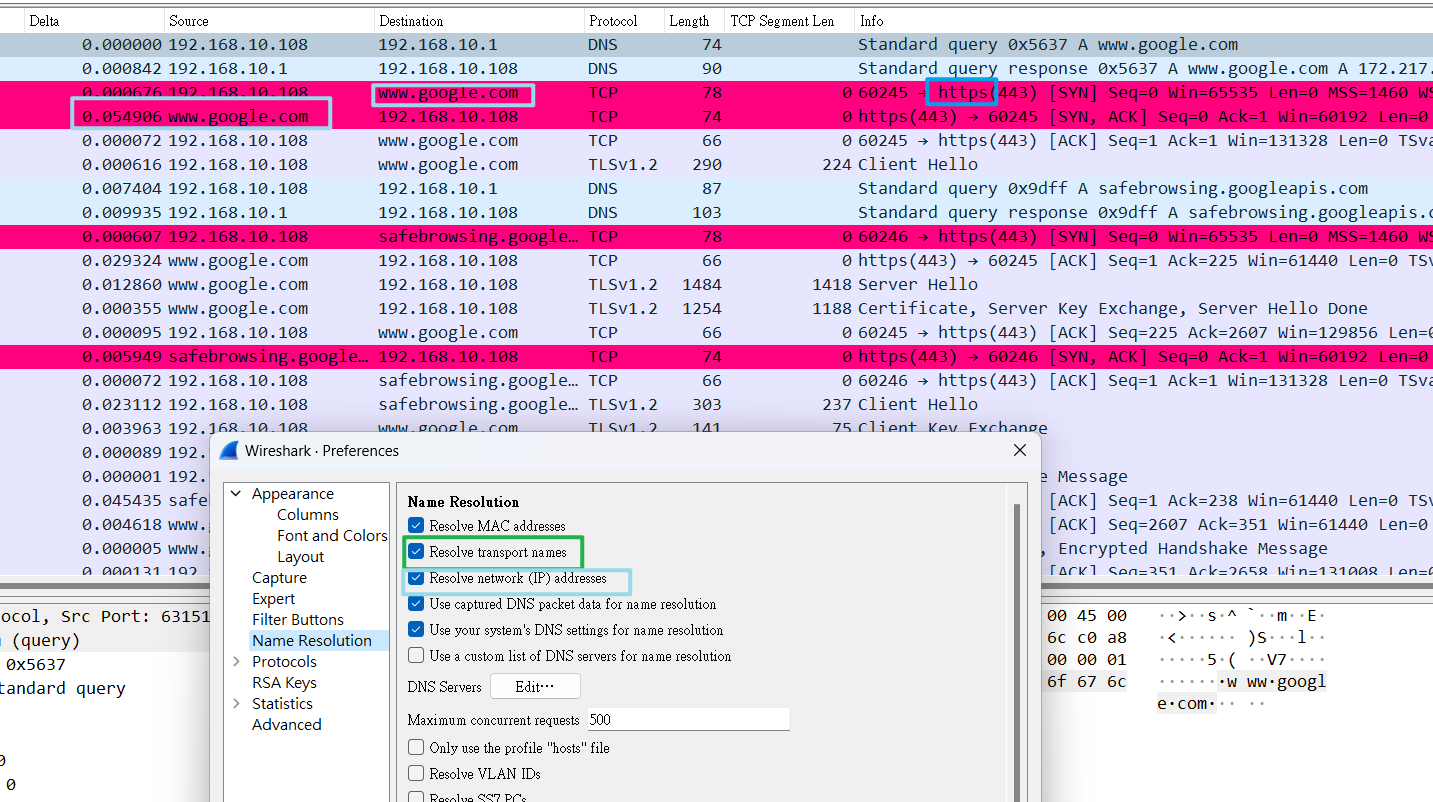 Delta Source Destination Protocol Length TCP Segment Len Info
0.000000 192.168.10.108 192.168.10.1 DNS 74 Standard query 0x5637 A www.google.com
0.000842 192.168.10.1 192.168.10.108 DNS 90 Standard query response 0x5637 A www.google.com A 172.217.
0.000676 192.168.10.108 www.google.com TCP 78 0 60245 → https(443) [SYN] Seq=0 Win=65535 Len=0 MSS=1460 WS
0.054906 www.google.com 192.168.10.108 TCP 74 0 https(443) → 60245 [SYN, ACK] Seq=0 Ack=1 Win=60192 Len=0
0.000072 192.168.10.108 www.google.com TCP 66 0 60245 → https(443) [ACK] Seq=1 Ack=1 Win=131328 Len=0 TSva
0.000616 192.168.10.108 www.google.com TLSv1.2 290 224 Client Hello
0.007404 192.168.10.108 192.168.10.1 DNS 87 Standard query 0x9dff A safebrowsing.googleapis.com
0.009935 192.168.10.1 192.168.10.108 DNS 103 Standard query response 0x9dff A safebrowsing.googleapis.c
0.000607 192.168.10.108 safebrowsing.google… TCP 78 0 60246 → https(443) [SYN] Seq=0 Win=65535 Len=0 MSS=1460 WS
0.029324 www.google.com 192.168.10.108 TCP 66 0 https(443) → 60245 [ACK] Seq=1 Ack=225 Win=61440 Len=0 TSv
0.012860 www.google.com 192.168.10.108 TLSv1.2 1484 1418 Server Hello
0.000355 www.google.com 192.168.10.108 TLSv1.2 1254 1188 Certificate, Server Key Exchange, Server Hello Done
0.000095 192.168.10.108 www.google.com TCP 66 0 60245 → https(443) [ACK] Seq=225 Ack=2607 Win=129856 Len=0
0.005949 safebrowsing.google… 192.168.10.108 TCP 74 0 https(443) → 60246 [SYN, ACK] Seq=0 Ack=1 Win=60192 Len=0
0.000072 192.168.10.108 safebrowsing.google… TCP 66 0 60246 → https(443) [ACK] Seq=1 Ack=1 Win=131328 Len=0 TSva
0.023112 192.168.10.108 safebrowsing.google… TLSv1.2 303 237 Client Hello
0.003963 192.168.10.108 www.google.com TLSv1.2 141 75 Client Key Exchange
0.000089 192.
0.000001 192. e Message
0.045435 safe [ACK] Seq=1 Ack=238 Win=61440 Len=0 TSv
0.004618 www. [ACK] Seq=2607 Ack=351 Win=61440 Len=0
0.000005 www. , Encrypted Handshake Message
0.000131 192. [ACK] Seq=351 Ack=2658 Win=131008 Len=0
Wireshark · Preferences
Appearance
Columns
Font and Colors
Layout
Capture
Expert
Filter Buttons
Name Resolution
Protocols
RSA Keys
Statistics
Advanced
Name Resolution
Resolve MAC addresses
Resolve transport names
Resolve network (IP) addresses
Use captured DNS packet data for name resolution
Use your system's DNS settings for name resolution
Use a custom list of DNS servers for name resolution
DNS Servers Edit…
Maximum concurrent requests 500
Only use the profile "hosts" file
Resolve VLAN IDs
Resolve SS7 PCs
ocol, Src Port: 63151
(query)
0x5637
tandard query
0
0
00 45 00 ··>··s·^ `··m··E·
6c c0 a8 ·<······ )S···l··
00 00 01 ·····5·( ··V7····
6f 67 6c ·······w ww·googl
e·com··· ··